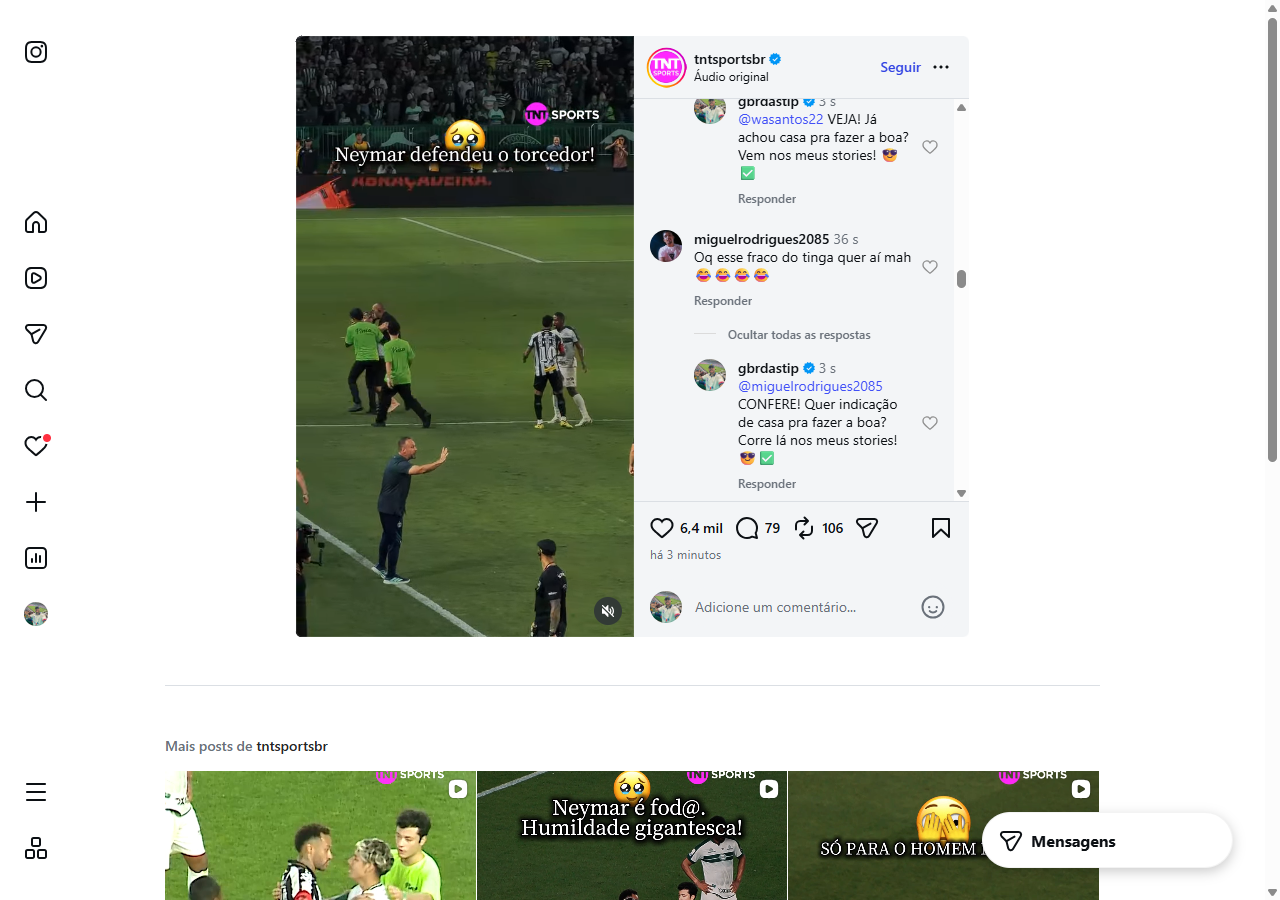 TNT SPORTS
Neymar defendeu o torcedor!
ABRAÇADEIRA.
TNT
SPORTS
tntsportsbr
Áudio original
Seguir
gbrdastip 3 s
@wasantos22 VEJA! Já
achou casa pra fazer a boa?
Vem nos meus stories! 😎
✅
Responder
miguelrodrigues2085 36 s
Oq esse fraco do tinga quer aí mah
😂😂😂😂
Responder
Ocultar todas as respostas
gbrdastip 3 s
@miguelrodrigues2085
CONFERE! Quer indicação
de casa pra fazer a boa?
Corre lá nos meus stories!
😎✅
Responder
6,4 mil 79 106
há 3 minutos
Adicione um comentário...
Mais posts de tntsportsbr
TNT SPORTS
TNT SPORTS
Neymar é fod@.
Humildade gigantesca!
TNT SPORTS
SÓ PARA O HOMEM
Mensagens